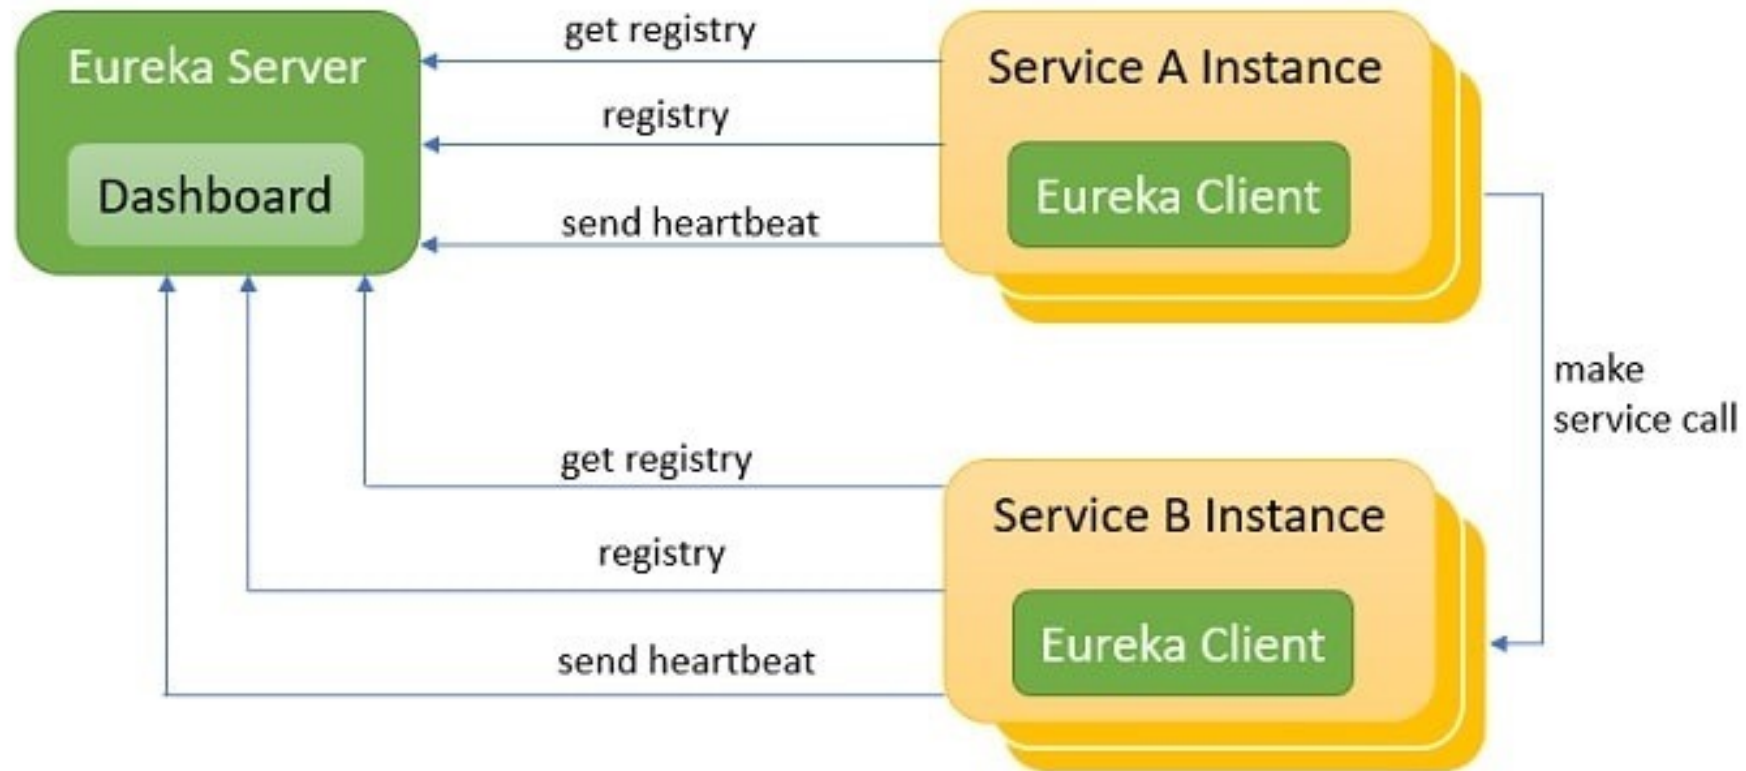 Eureka Server
Dashboard
get registry
registry
send heartbeat
Service A Instance
Eureka Client
make
service call
get registry
registry
send heartbeat
Service B Instance
Eureka Client